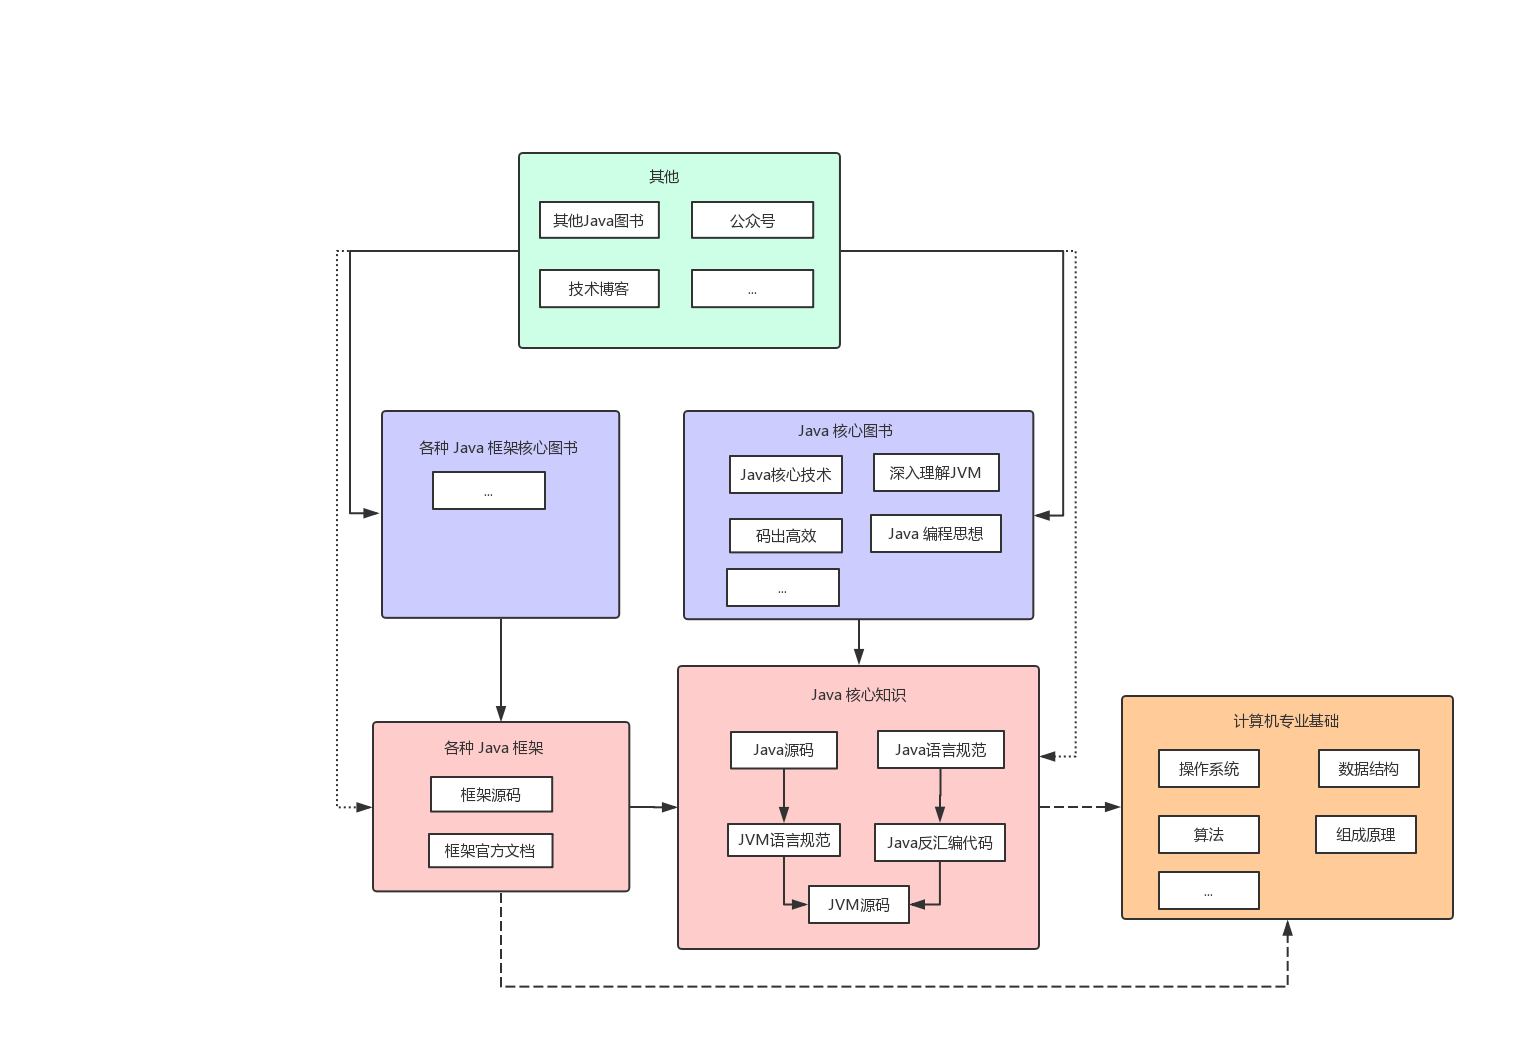 其他
其他Java图书
公众号
技术博客
...
各种 Java 框架核心图书
...
Java 核心图书
Java核心技术
深入理解JVM
码出高效
Java 编程思想
...
各种 Java 框架
框架源码
框架官方文档
Java 核心知识
Java源码
Java语言规范
JVM语言规范
Java反汇编代码
JVM源码
计算机专业基础
操作系统
数据结构
算法
组成原理
...